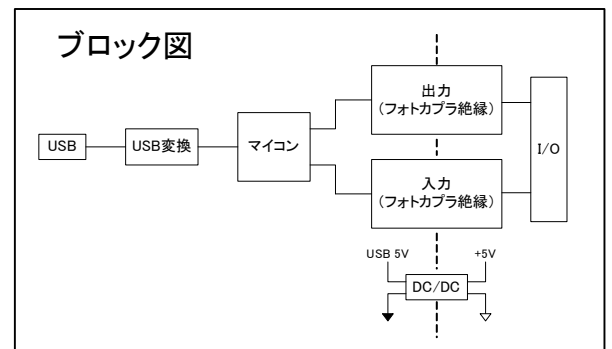 ブロック図
出力
(フォトカプラ絶縁)
USB
USB変換
マイコン
I/O
入力
(フォトカプラ絶縁)
USB 5V
+5V
DC/DC